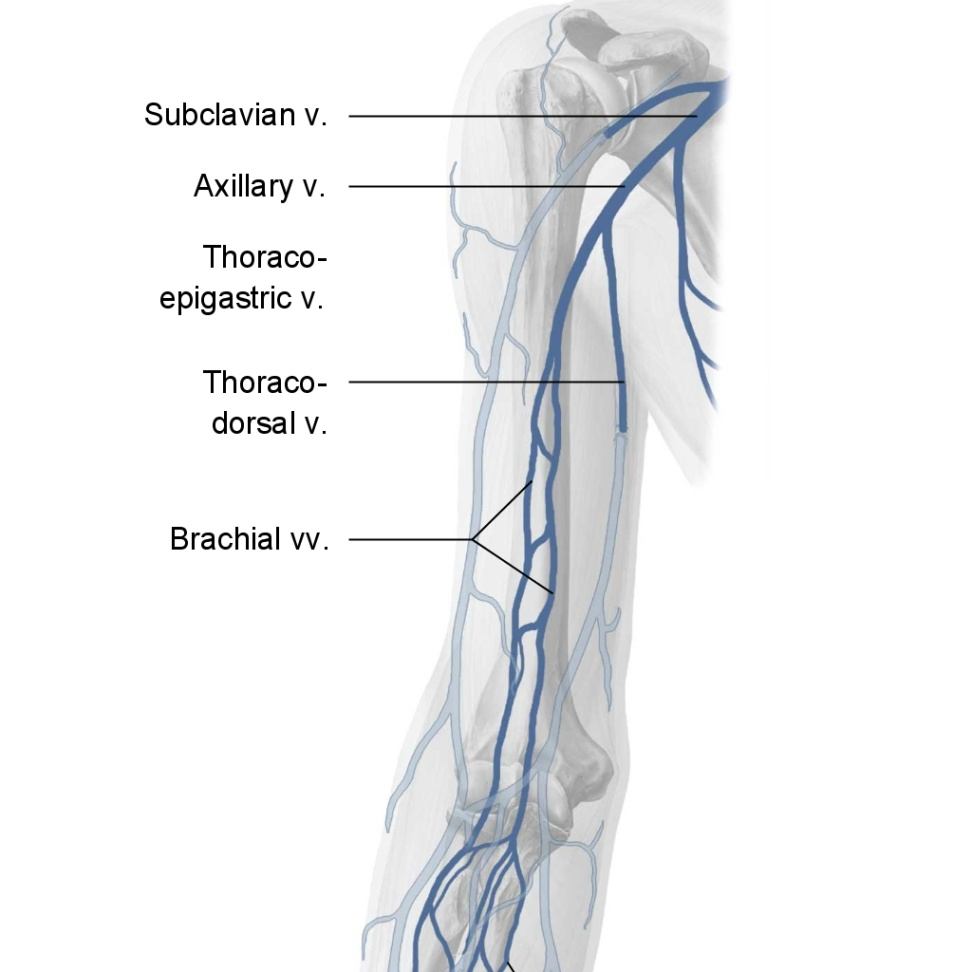 Subclavian v.
Axillary v.
Thoraco-
epigastric v.
Thoraco-
dorsal v.
Brachial vv.